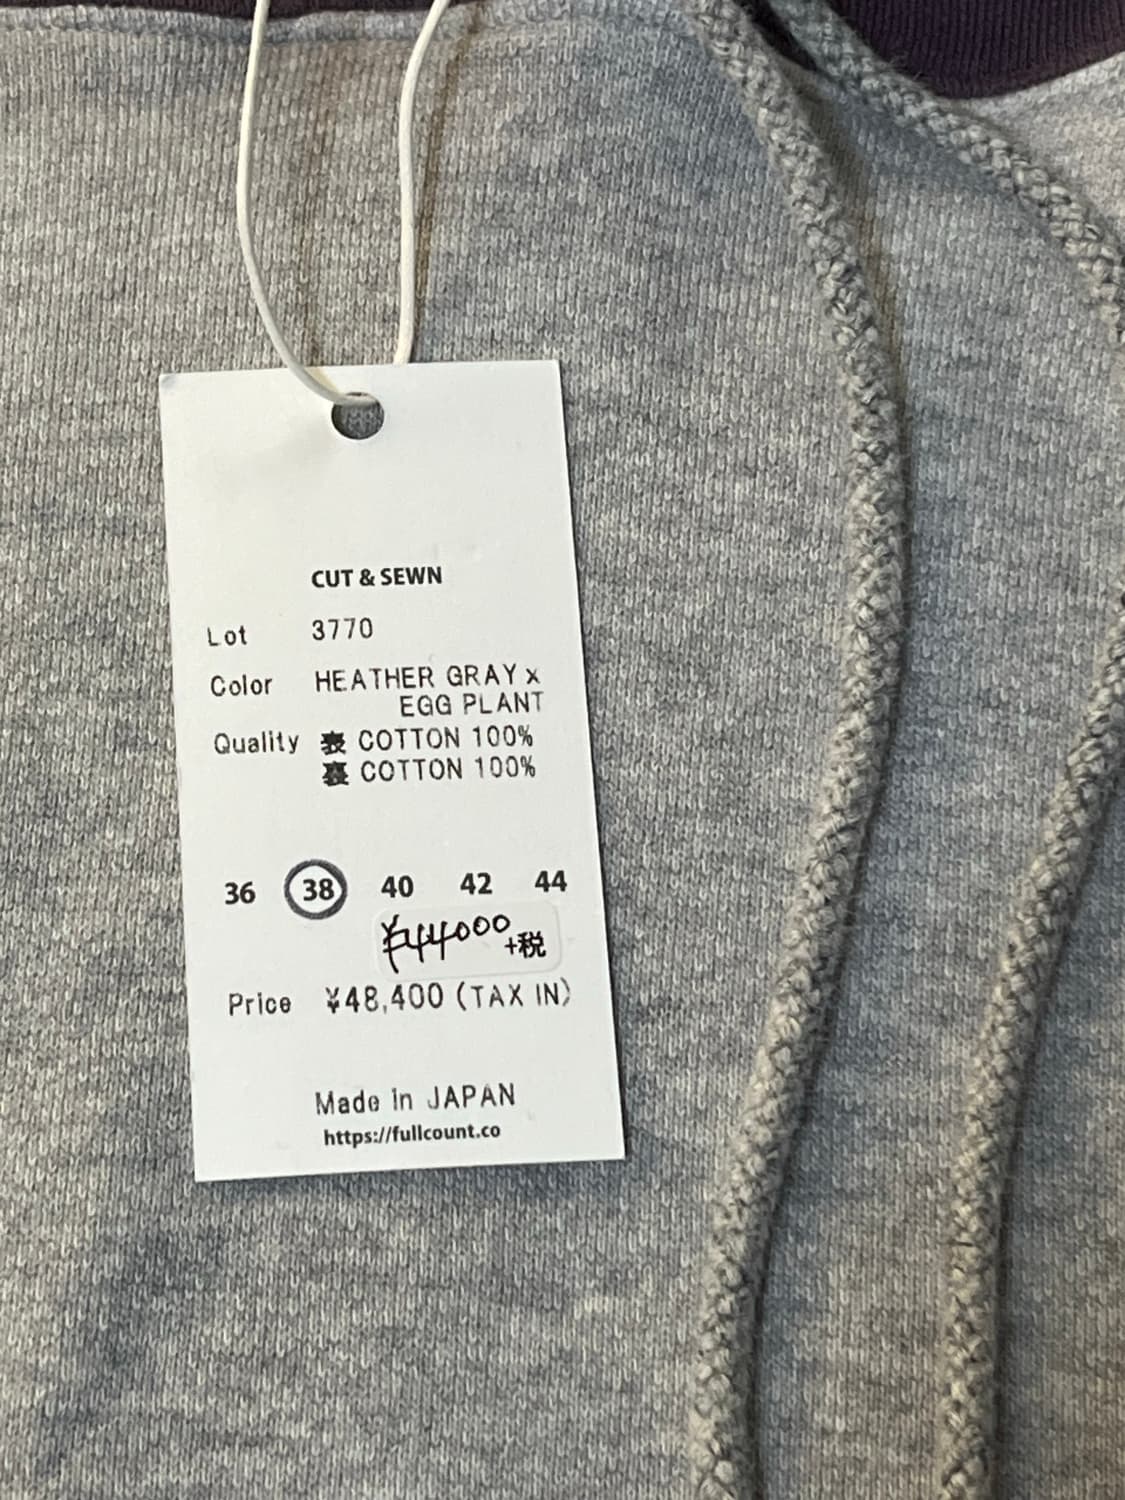 CUT & SEWN
Lot 3770
Color HEATHER GRAY x
EGG PLANT
Quality 表 COTTON 100%
裏 COTTON 100%
36 38 40 42 44
¥44000 +税
Price ¥48,400 (TAX IN)
Made in JAPAN
https://fullcount.co